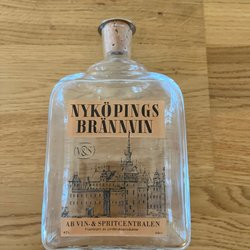 NYKÖPINGS
BRÄNNVIN
V&S
AB VIN- & SPRITCENTRALEN